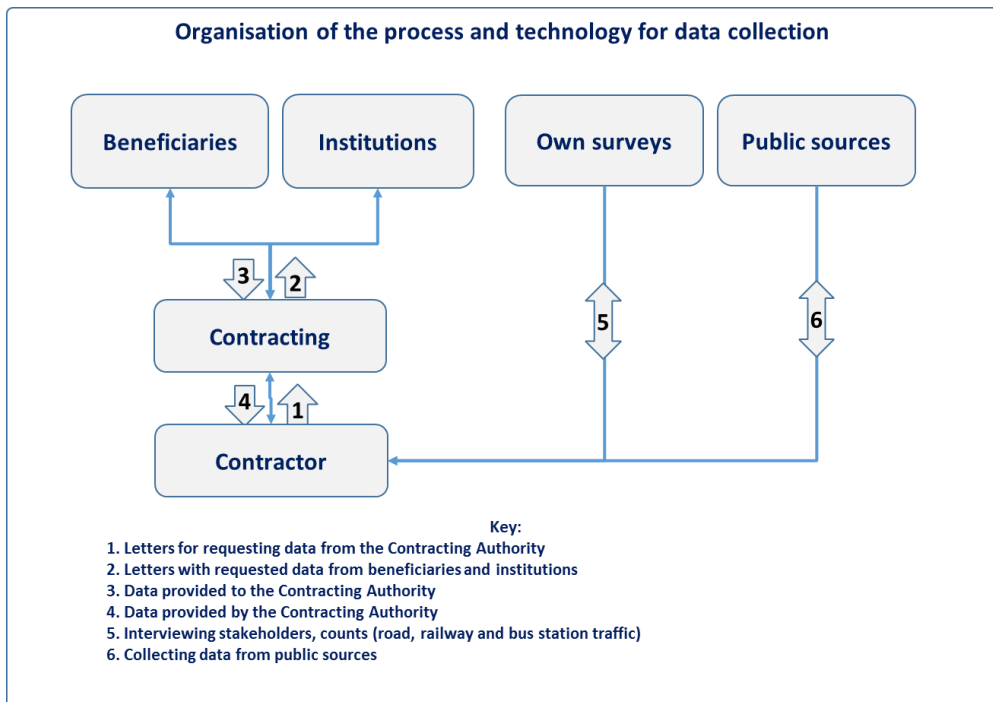 Organisation of the process and technology for data collection
Beneficiaries
Institutions
Own surveys
Public sources
3
2
5
6
Contracting
4
1
Contractor
Key:
1. Letters for requesting data from the Contracting Authority
2. Letters with requested data from beneficiaries and institutions
3. Data provided to the Contracting Authority
4. Data provided by the Contracting Authority
5. Interviewing stakeholders, counts (road, railway and bus station traffic)
6. Collecting data from public sources